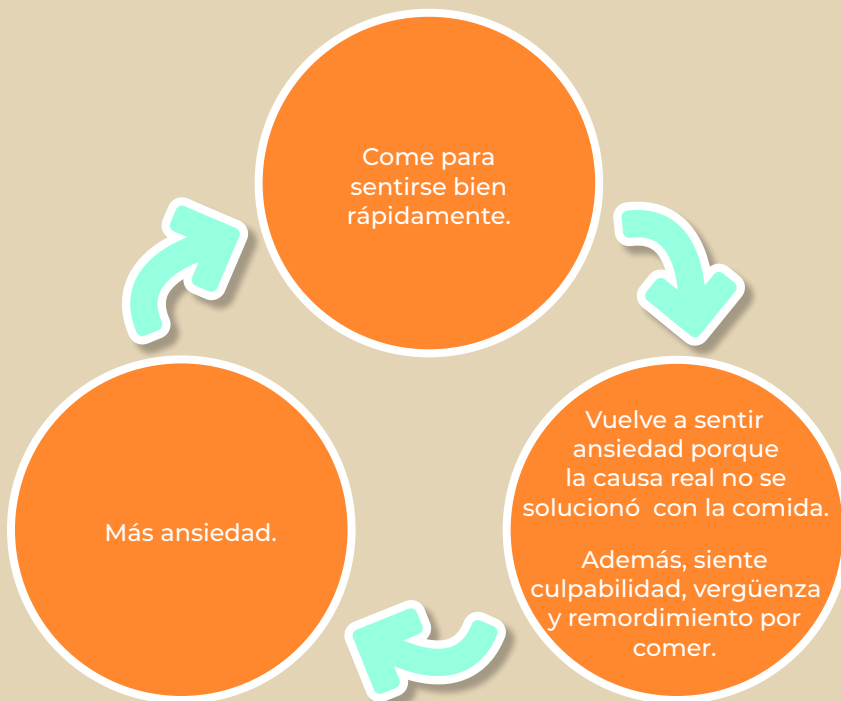 Come para
sentirse bien
rápidamente.
Vuelve a sentir
ansiedad porque
la causa real no se
solucionó con la comida.
Además, siente
culpabilidad, vergüenza
y remordimiento por
comer.
Más ansiedad.